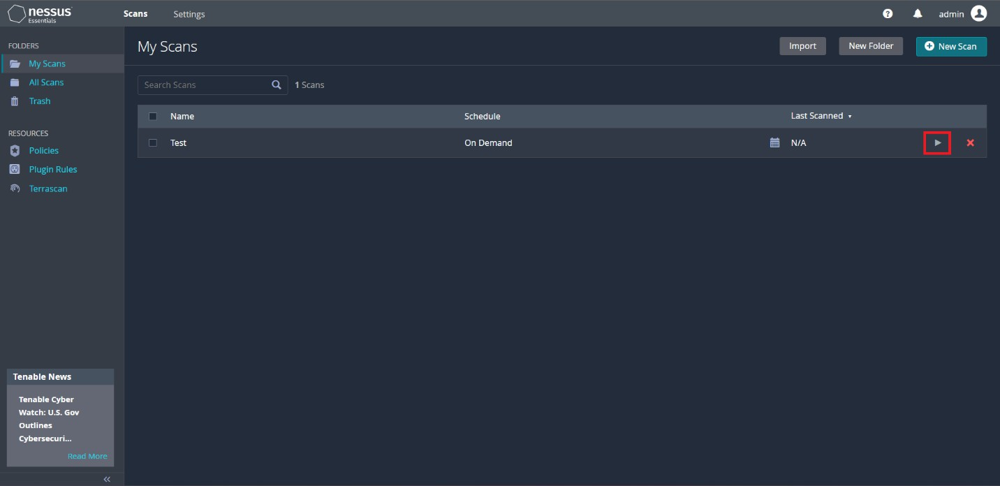 nessus
Essentials
Scans
Settings
admin
FOLDERS
My Scans
All Scans
Trash
RESOURCES
Policies
Plugin Rules
Terrascan
Tenable News
Tenable Cyber
Watch: U.S. Gov
Outlines
Cybersecuri...
Read More
My Scans
Import
New Folder
New Scan
Search Scans
1 Scans
Name Schedule Last Scanned
Test On Demand N/A